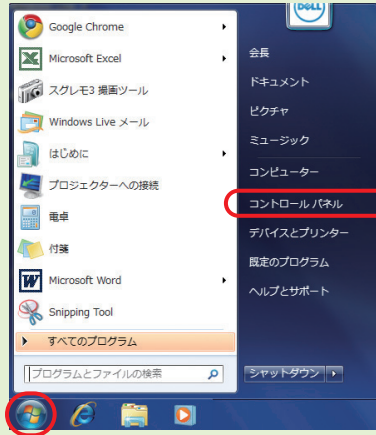 DELL
Google Chrome
Microsoft Excel
スグレモ3 描画ツール
Windows Live メール
はじめに
プロジェクターへの接続
電卓
付箋
Microsoft Word
Snipping Tool
すべてのプログラム
プログラムとファイルの検索
会長
ドキュメント
ピクチャ
ミュージック
コンピューター
コントロール パネル
デバイスとプリンター
既定のプログラム
ヘルプとサポート
シャットダウン